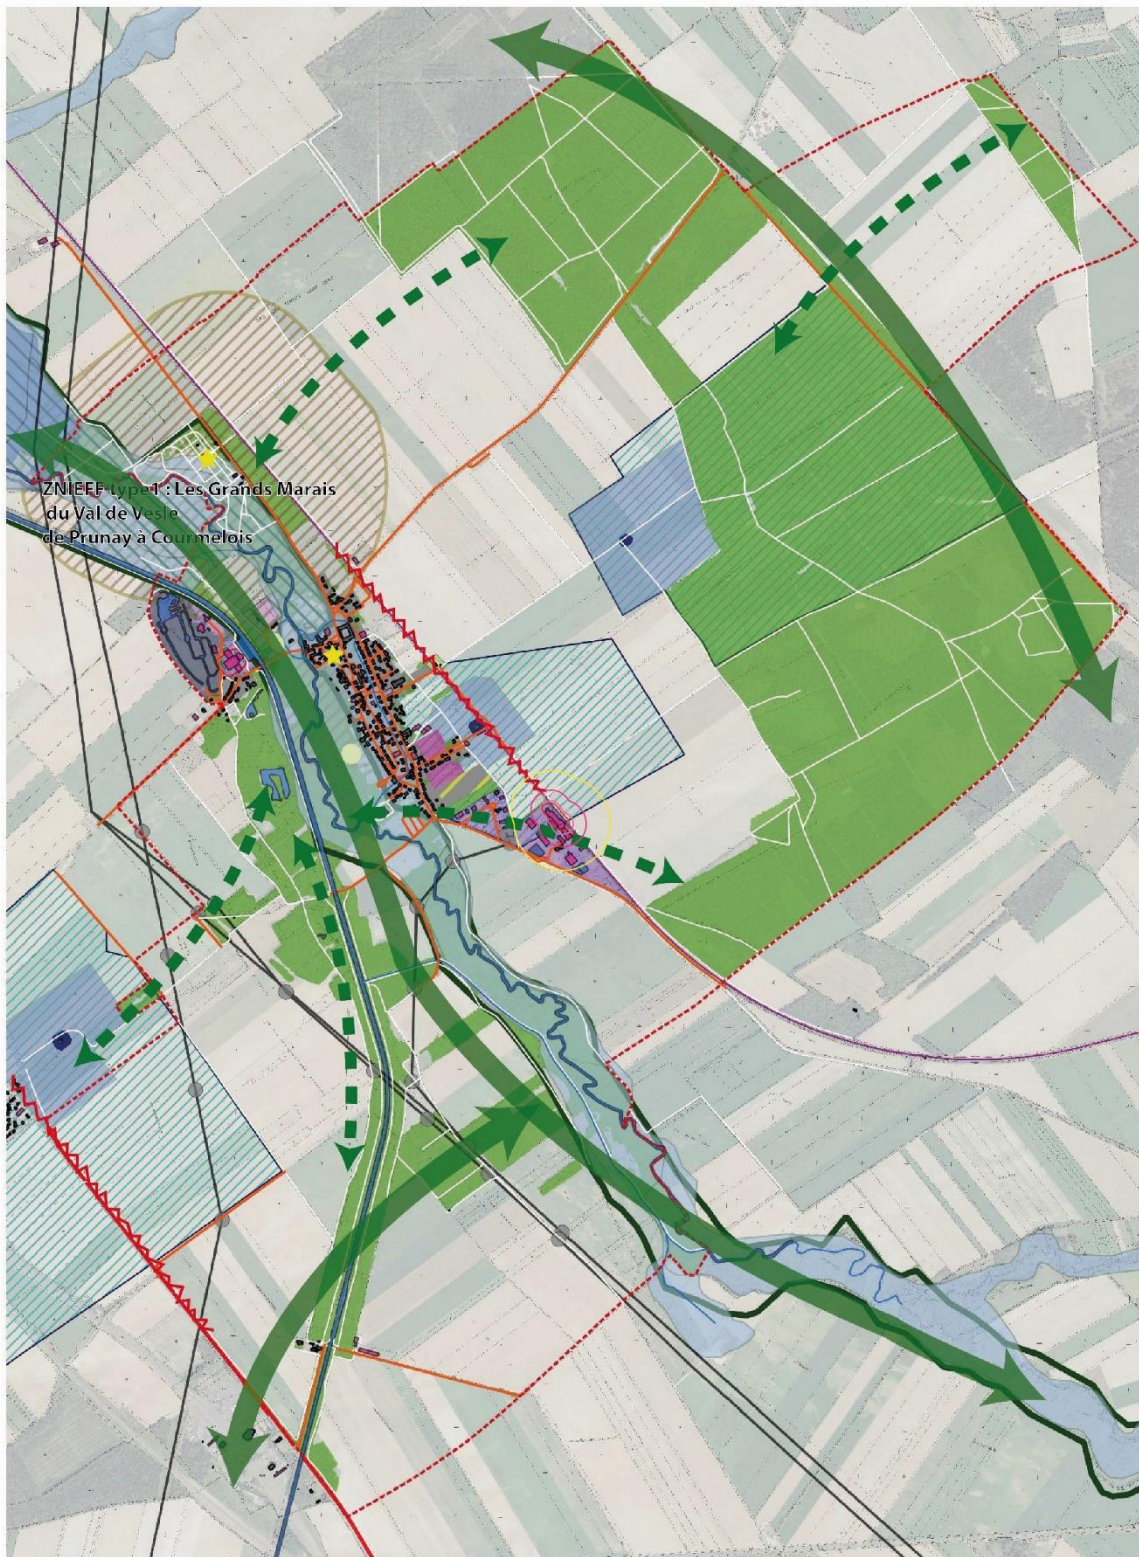 ZNIEFF type1 : Les Grands Marais
du Val de Vesle
de Prunay à Courmelois